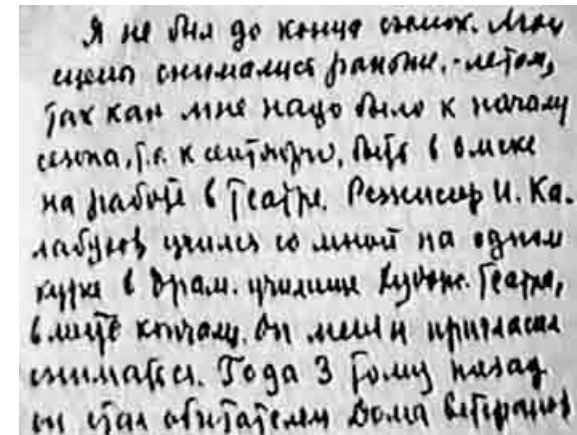 Я не был до конца съемок. Мои
сцены снимались раньше, - летом,
так как мне надо было к началу
сезона, т.е. к сентябрю, быть в Омске
на работе в театре. Режиссер И. Ка-
лабухов учился со мной на одном
курсе в драм. училище Худож. Театра,
вместе кончали. Он меня и пригласил
сниматься. Года 3 тому назад
он стал обитателем Дома Ветеранов